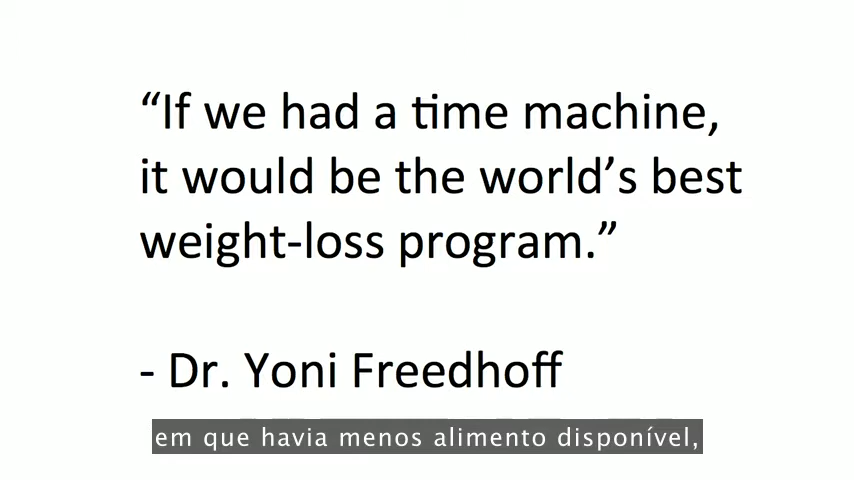 “If we had a time machine,
it would be the world’s best
weight-loss program.”
- Dr. Yoni Freedhoff
em que havia menos alimento disponível,